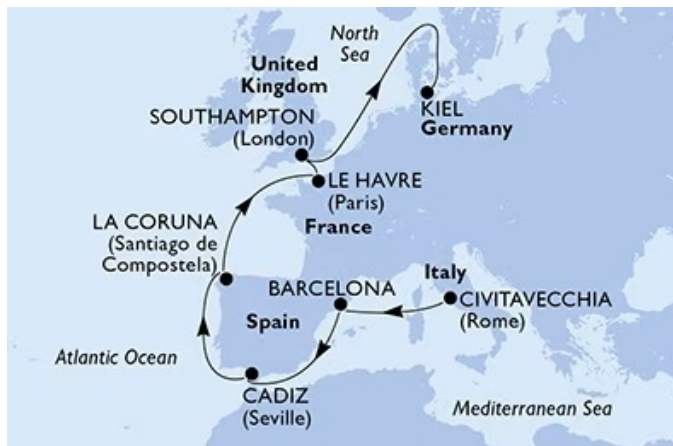 North
Sea
United
Kingdom
SOUTHAMPTON
(London)
KIEL
Germany
LE HAVRE
(Paris)
France
LA CORUNA
(Santiago de
Compostela)
Italy
BARCELONA
CIVITAVECCHIA
(Rome)
Spain
Atlantic Ocean
CADIZ
(Seville)
Mediterranean Sea